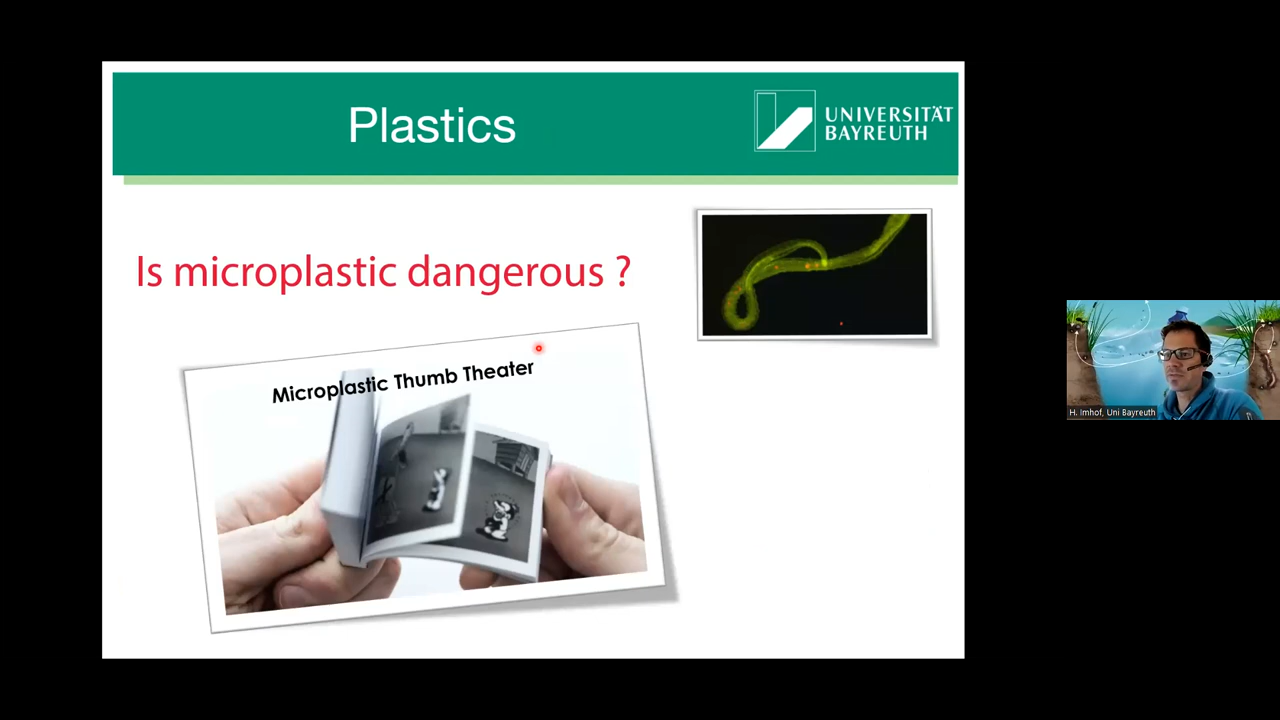 Plastics
UNIVERSITÄT
BAYREUTH
Is microplastic dangerous ?
Microplastic Thumb Theater
H. Imhof, Uni Bayreuth